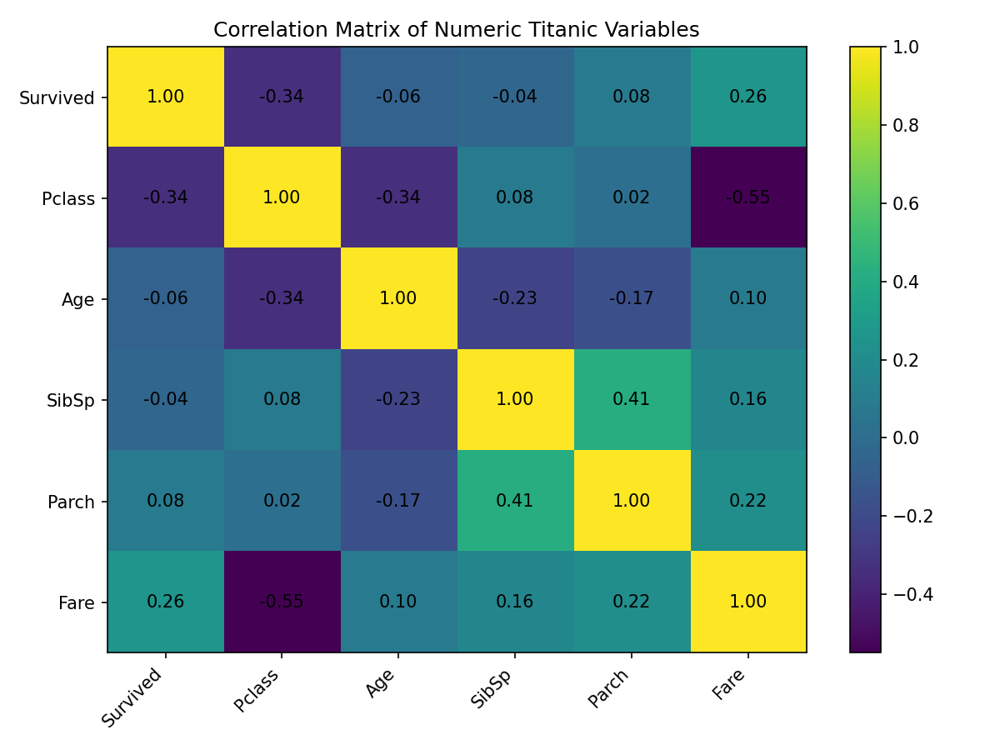 Correlation Matrix of Numeric Titanic Variables
Survived 1.00 -0.34 -0.06 -0.04 0.08 0.26
Pclass -0.34 1.00 -0.34 0.08 0.02 -0.55
Age -0.06 -0.34 1.00 -0.23 -0.17 0.10
SibSp -0.04 0.08 -0.23 1.00 0.41 0.16
Parch 0.08 0.02 -0.17 0.41 1.00 0.22
Fare 0.26 -0.55 0.10 0.16 0.22 1.00
Survived Pclass Age SibSp Parch Fare
1.0
0.8
0.6
0.4
0.2
0.0
−0.2
−0.4